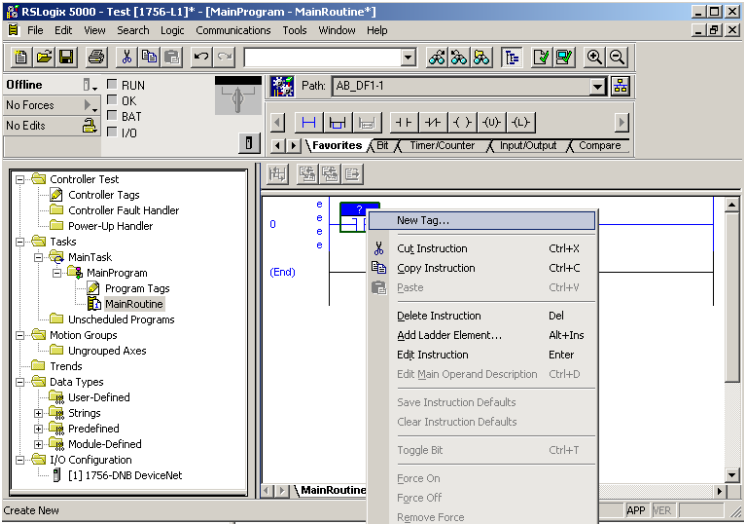 RSLogix 5000 - Test [1756-L1]* - [MainProgram - MainRoutine*]
File Edit View Search Logic Communications Tools Window Help
Offline
RUN
No Forces
OK
BAT
No Edits
I/O
Path: AB_DF1-1
Favorites Bit Timer/Counter Input/Output Compare
Controller Test
Controller Tags
Controller Fault Handler
Power-Up Handler
Tasks
MainTask
MainProgram
Program Tags
MainRoutine
Unscheduled Programs
Motion Groups
Ungrouped Axes
Trends
Data Types
User-Defined
Strings
Predefined
Module-Defined
I/O Configuration
[1] 1756-DNB DeviceNet
e
e
e
e
0
?
(End)
New Tag...
Cut Instruction Ctrl+X
Copy Instruction Ctrl+C
Paste Ctrl+V
Delete Instruction Del
Add Ladder Element... Alt+Ins
Edit Instruction Enter
Edit Main Operand Description Ctrl+D
Save Instruction Defaults
Clear Instruction Defaults
Toggle Bit Ctrl+T
Force On
Force Off
Remove Force
MainRoutine
Create New
APP VER